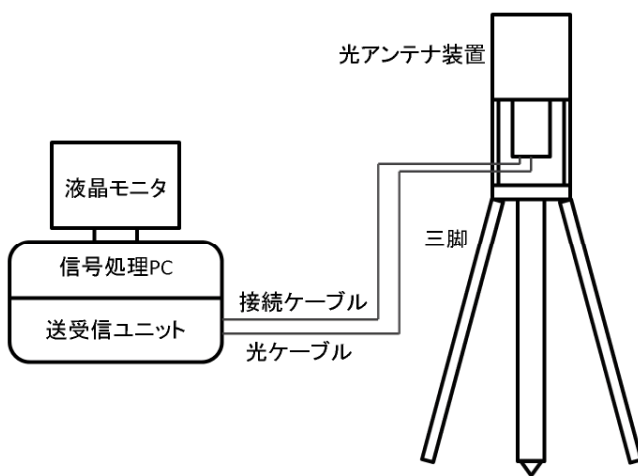 光アンテナ装置
液晶モニタ
信号処理PC
三脚
接続ケーブル
送受信ユニット
光ケーブル